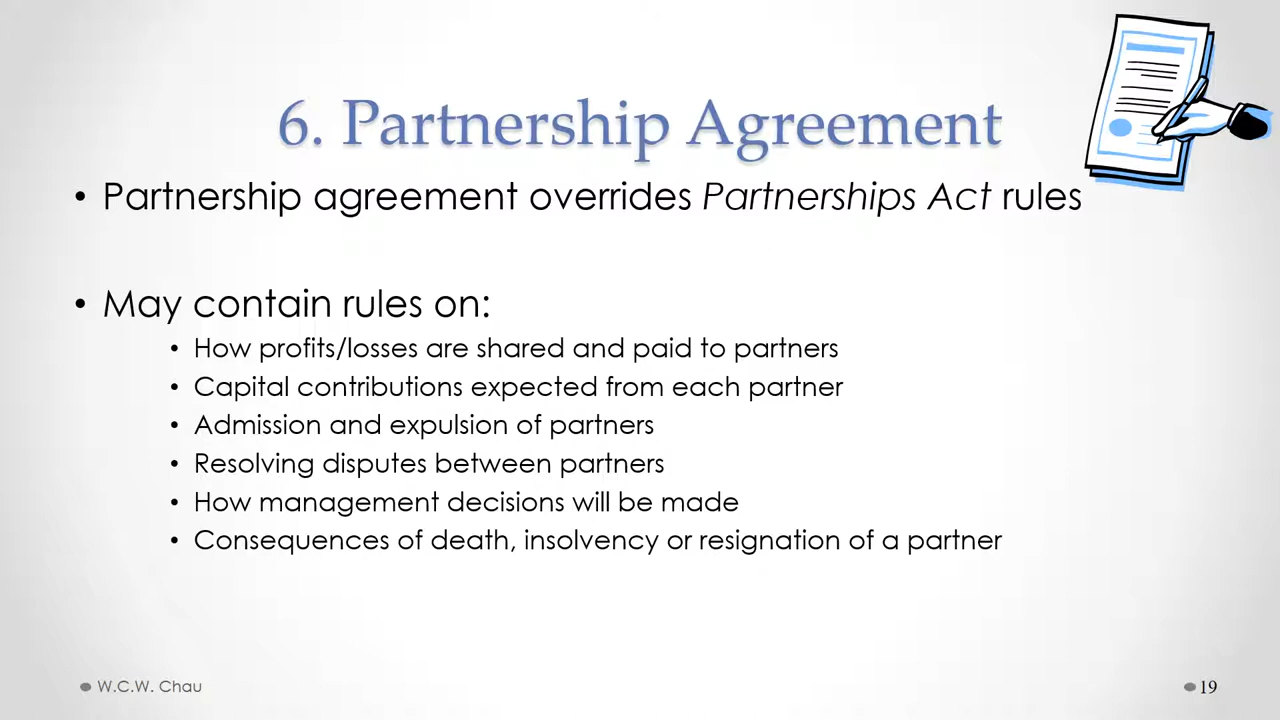 6. Partnership Agreement
• Partnership agreement overrides Partnerships Act rules
• May contain rules on:
• How profits/losses are shared and paid to partners
• Capital contributions expected from each partner
• Admission and expulsion of partners
• Resolving disputes between partners
• How management decisions will be made
• Consequences of death, insolvency or resignation of a partner
W.C.W. Chau
19